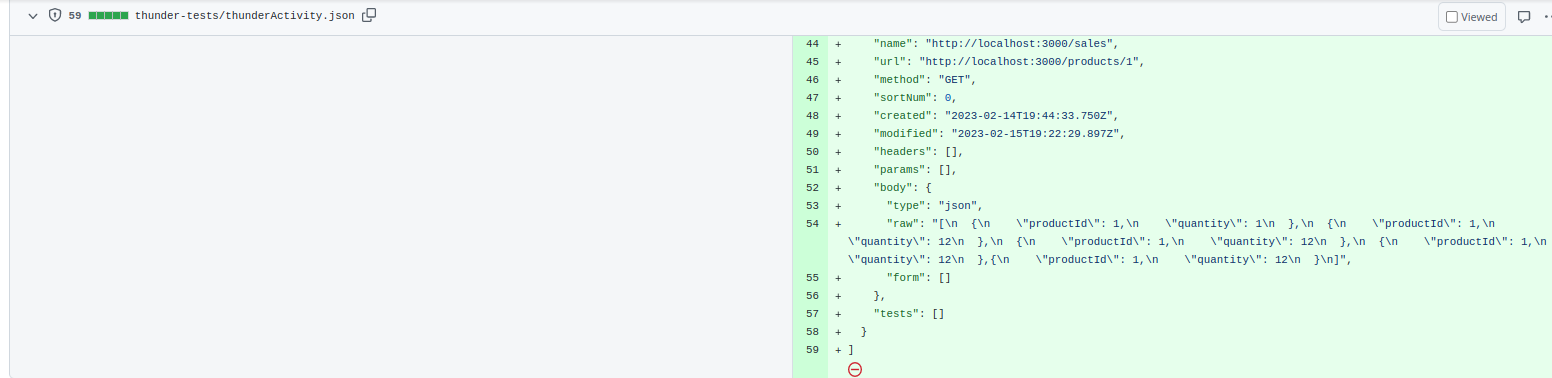 59 thunder-tests/thunderActivity.json Viewed
44 + "name": "http://localhost:3000/sales",
45 + "url": "http://localhost:3000/products/1",
46 + "method": "GET",
47 + "sortNum": 0,
48 + "created": "2023-02-14T19:44:33.750Z",
49 + "modified": "2023-02-15T19:22:29.897Z",
50 + "headers": [],
51 + "params": [],
52 + "body": {
53 + "type": "json",
54 + "raw": "[\n  {\n    \"productId\": 1,\n    \"quantity\": 1\n  },\n  {\n    \"productId\": 1,\n
\"quantity\": 12\n  },\n  {\n    \"productId\": 1,\n    \"quantity\": 12\n  },\n  {\n    \"productId\": 1,\n
\"quantity\": 12\n  },{\n    \"productId\": 1,\n    \"quantity\": 12\n  }\n]",
55 + "form": []
56 + },
57 + "tests": []
58 + }
59 + ]